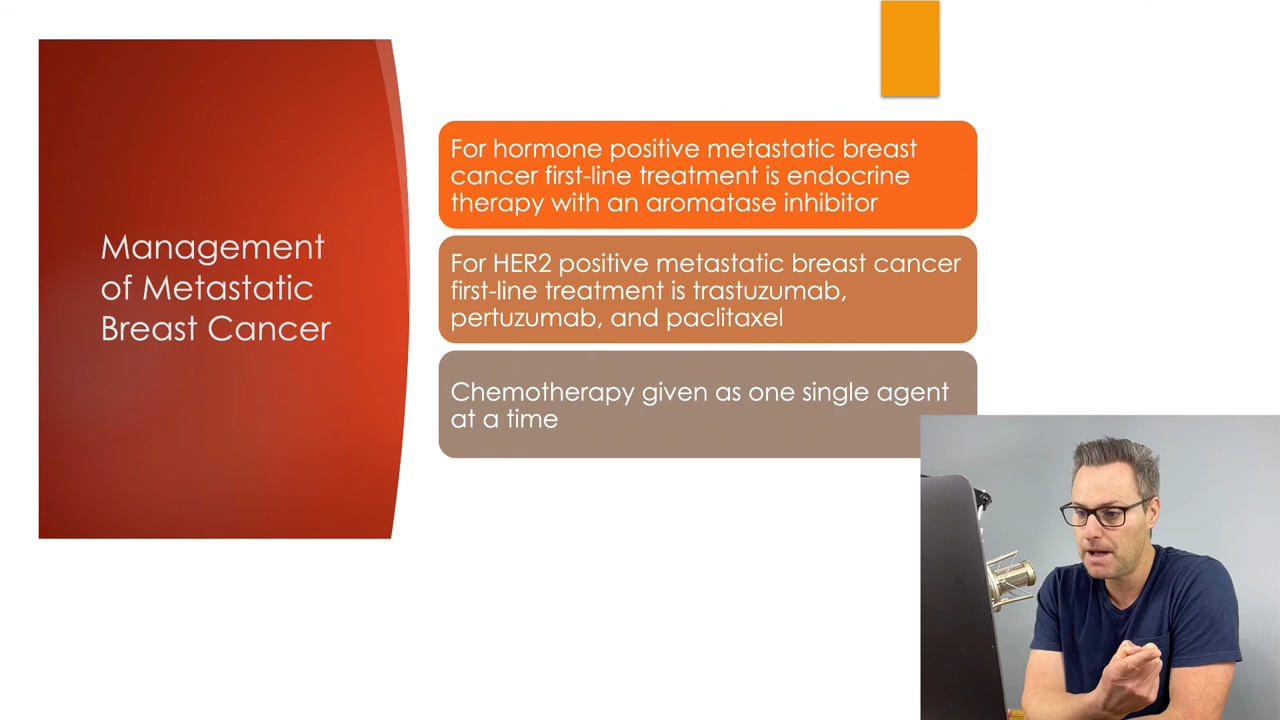 Management
of Metastatic
Breast Cancer
For hormone positive metastatic breast
cancer first-line treatment is endocrine
therapy with an aromatase inhibitor
For HER2 positive metastatic breast cancer
first-line treatment is trastuzumab,
pertuzumab, and paclitaxel
Chemotherapy given as one single agent
at a time